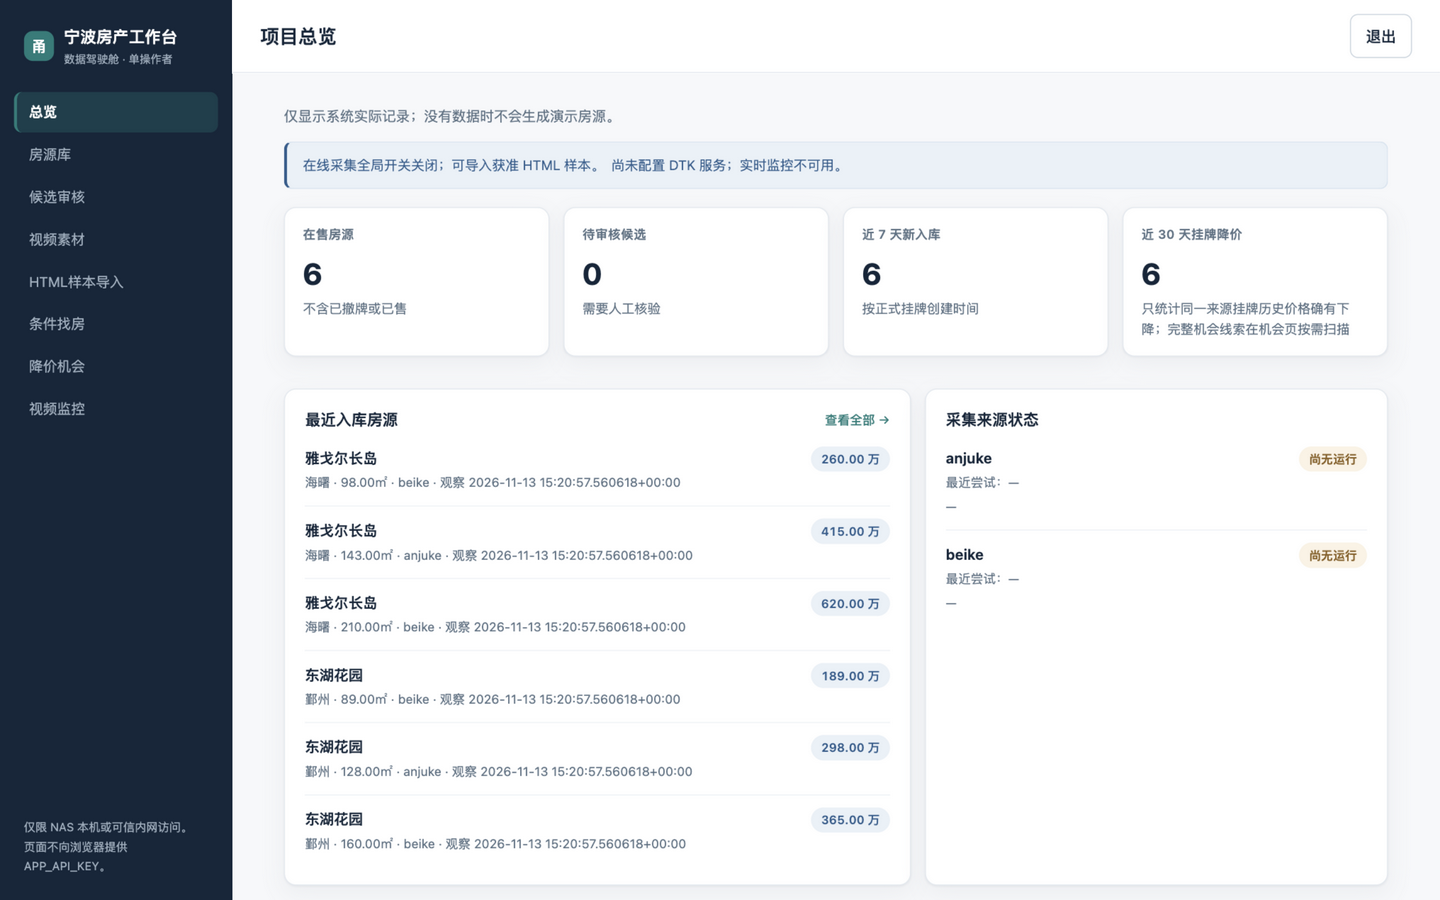 甬
宁波房产工作台
数据驾驶舱 · 单操作者
总览
房源库
候选审核
视频素材
HTML样本导入
条件找房
降价机会
视频监控
仅限 NAS 本机或可信内网访问。
页面不向浏览器提供
APP_API_KEY。
项目总览
退出
仅显示系统实际记录；没有数据时不会生成演示房源。
在线采集全局开关关闭；可导入获准 HTML 样本。 尚未配置 DTK 服务；实时监控不可用。
在售房源
6
不含已撤牌或已售
待审核候选
0
需要人工核验
近 7 天新入库
6
按正式挂牌创建时间
近 30 天挂牌降价
6
只统计同一来源挂牌历史价格确有下
降；完整机会线索在机会页按需扫描
最近入库房源
查看全部 →
雅戈尔长岛
260.00 万
海曙 · 98.00㎡ · beike · 观察 2026-11-13 15:20:57.560618+00:00
雅戈尔长岛
415.00 万
海曙 · 143.00㎡ · anjuke · 观察 2026-11-13 15:20:57.560618+00:00
雅戈尔长岛
620.00 万
海曙 · 210.00㎡ · beike · 观察 2026-11-13 15:20:57.560618+00:00
东湖花园
189.00 万
鄞州 · 89.00㎡ · beike · 观察 2026-11-13 15:20:57.560618+00:00
东湖花园
298.00 万
鄞州 · 128.00㎡ · anjuke · 观察 2026-11-13 15:20:57.560618+00:00
东湖花园
365.00 万
鄞州 · 160.00㎡ · beike · 观察 2026-11-13 15:20:57.560618+00:00
采集来源状态
anjuke
尚无运行
最近尝试：—
—
beike
尚无运行
最近尝试：—
—